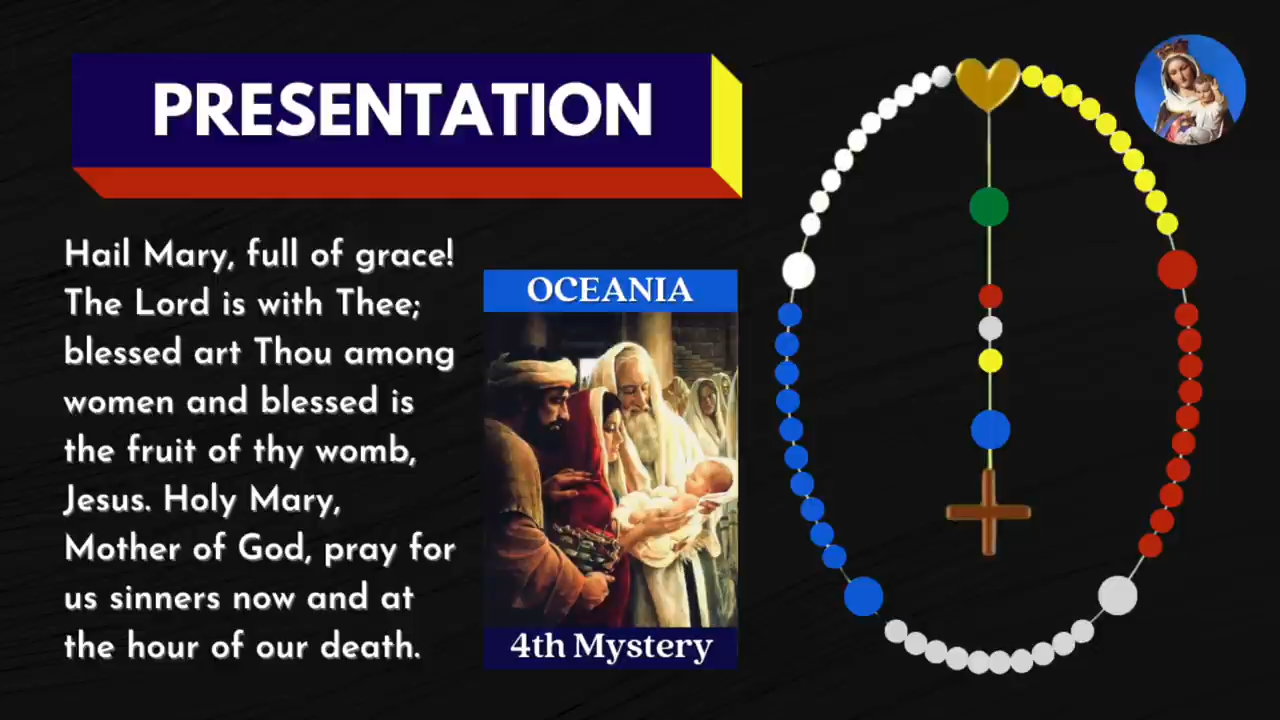 PRESENTATION
Hail Mary, full of grace!
The Lord is with Thee;
blessed art Thou among
women and blessed is
the fruit of thy womb,
Jesus. Holy Mary,
Mother of God, pray for
us sinners now and at
the hour of our death.
OCEANIA
4th Mystery